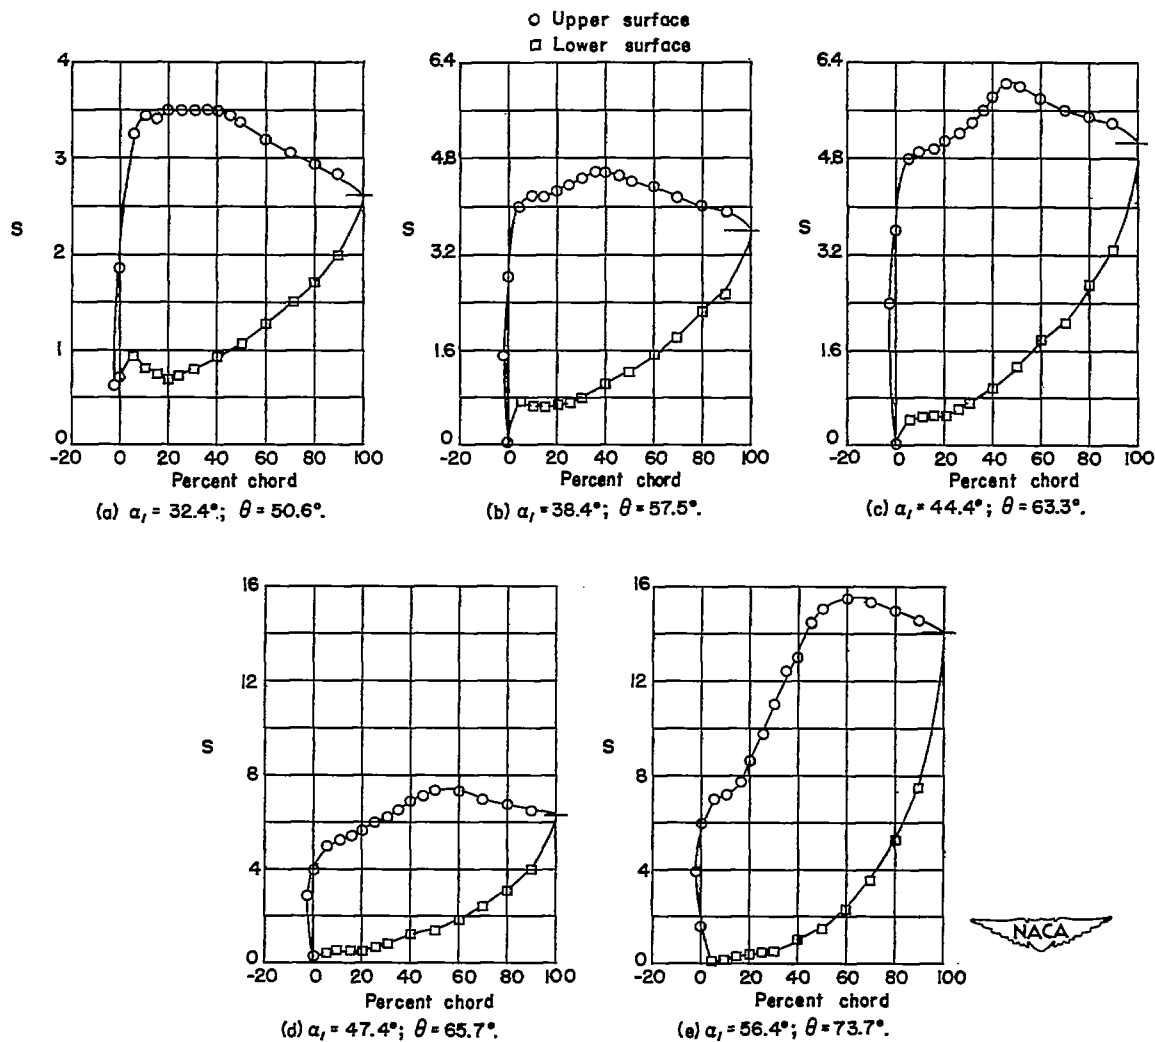 Upper surface
Lower surface
4
3
2
1
0
S
-20 0 20 40 60 80 100
Percent chord
(a) α₁ = 32.4°; θ = 50.6°.
6.4
4.8
3.2
1.6
0
S
-20 0 20 40 60 80 100
Percent chord
(b) α₁ = 38.4°; θ = 57.5°.
6.4
4.8
3.2
1.6
0
S
-20 0 20 40 60 80 100
Percent chord
(c) α₁ = 44.4°; θ = 63.3°.
16
12
8
4
0
S
-20 0 20 40 60 80 100
Percent chord
(d) α₁ = 47.4°; θ = 65.7°.
16
12
8
4
0
S
-20 0 20 40 60 80 100
Percent chord
(e) α₁ = 56.4°; θ = 73.7°.
NACA